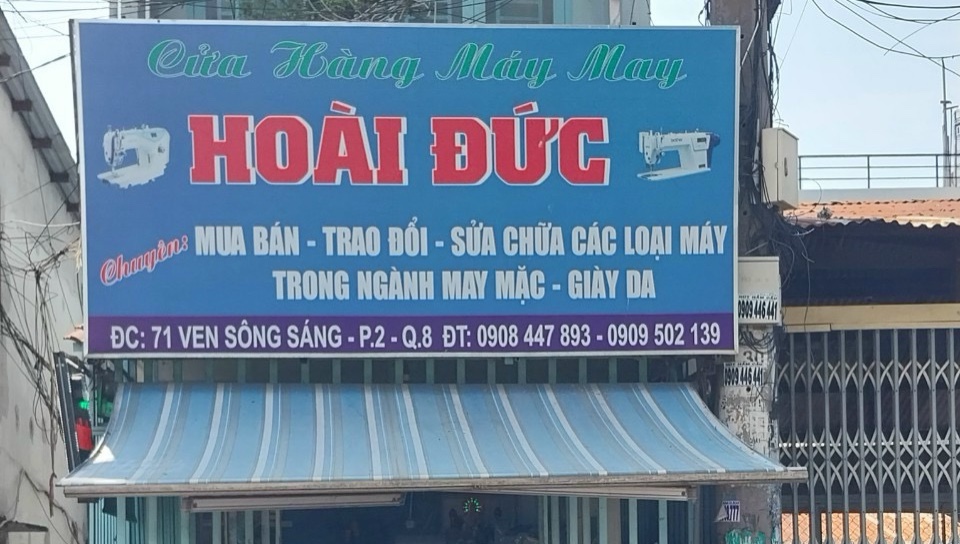 Cửa Hàng Máy May
HOÀI ĐỨC
Chuyên: MUA BÁN - TRAO ĐỔI - SỬA CHỮA CÁC LOẠI MÁY
TRONG NGÀNH MAY MẶC - GIÀY DA
ĐC: 71 VEN SÔNG SÁNG - P.2 - Q.8 ĐT: 0908 447 893 - 0909 502 139
0909 446 441
0909 446 441